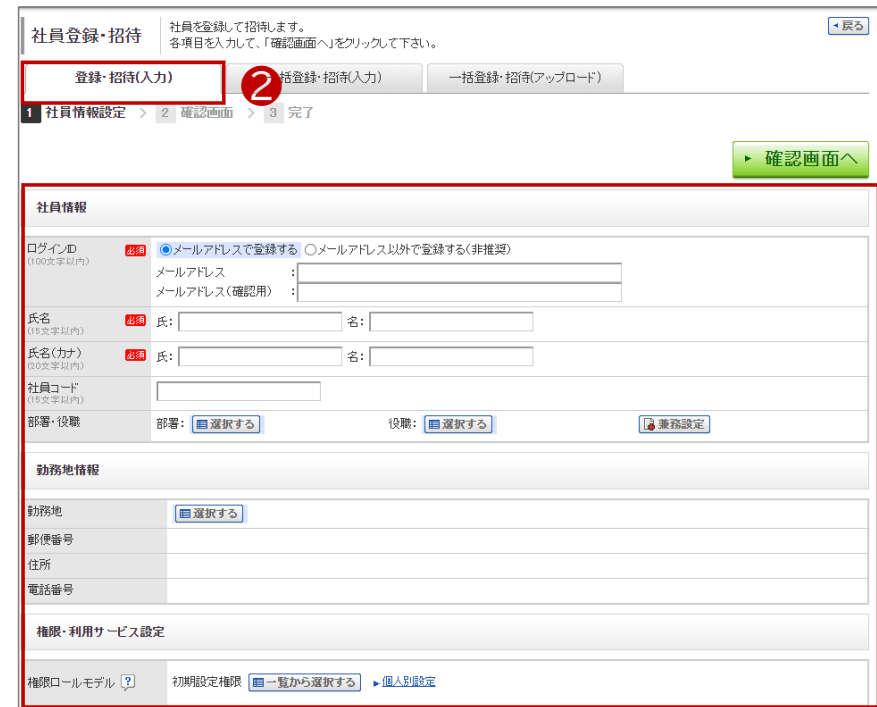 社員登録・招待
社員を登録して招待します。
各項目を入力して、「確認画面へ」をクリックして下さい。
戻る
登録・招待(入力)
2
括登録・招待(入力)
一括登録・招待(アップロード)
1 社員情報設定 > 2 確認画面 > 3 完了
確認画面へ
社員情報
ログインID 必須 メールアドレスで登録する メールアドレス以外で登録する(非推奨)
(100文字以内)
メールアドレス :
メールアドレス(確認用) :
氏名 必須 氏: 名:
(15文字以内)
氏名(カナ) 必須 氏: 名:
(20文字以内)
社員コード
(15文字以内)
部署・役職 部署: 選択する 役職: 選択する 兼務設定
勤務地情報
勤務地 選択する
郵便番号
住所
電話番号
権限・利用サービス設定
権限ロールモデル ? 初期設定権限 一覧から選択する 個人別設定